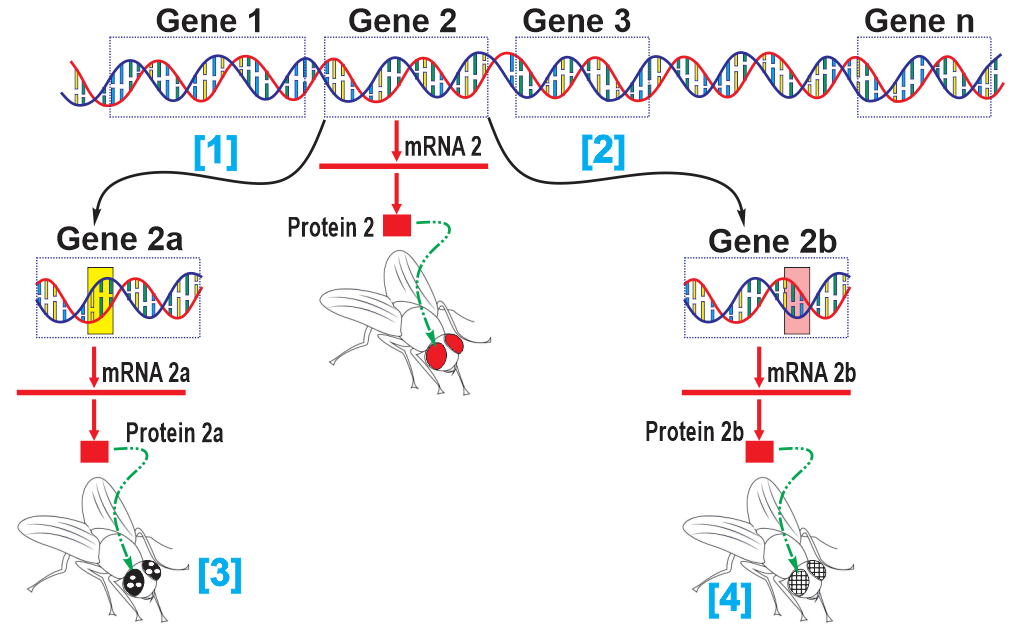 Gene 1
Gene 2
Gene 3
Gene n
[1]
mRNA 2
[2]
Protein 2
Gene 2a
Gene 2b
mRNA 2a
mRNA 2b
Protein 2a
Protein 2b
[3]
[4]